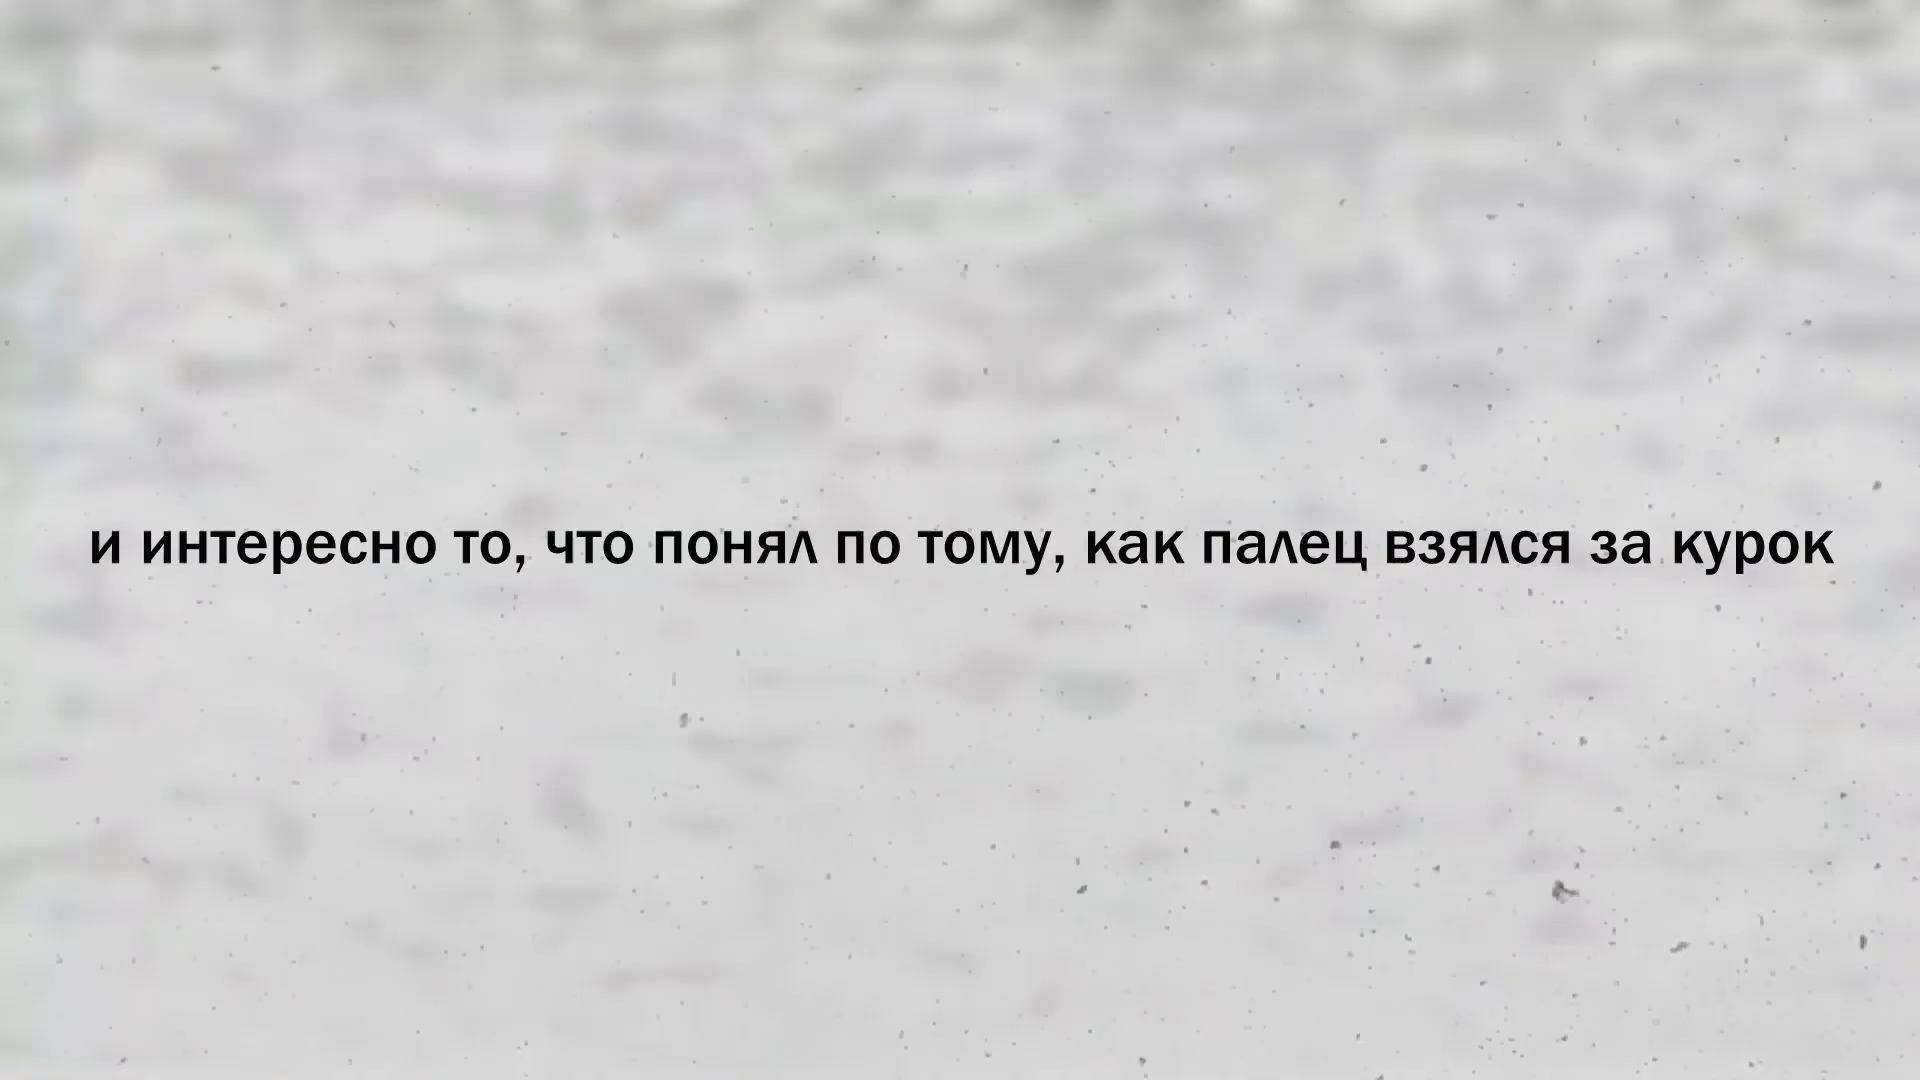 и интересно то, что понял по тому, как палец взялся за курок